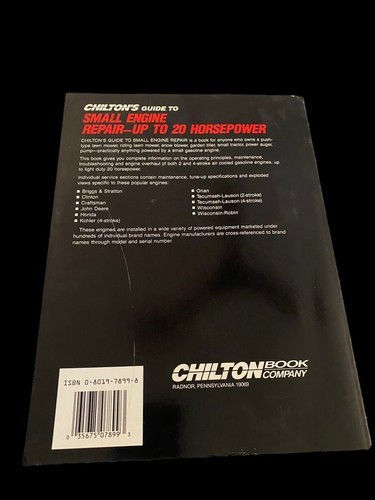 CHILTON'S GUIDE TO
SMALL ENGINE
REPAIR—UP TO 20 HORSEPOWER
CHILTON'S GUIDE TO SMALL ENGINE REPAIR is a book for anyone who owns a push-
type lawn mower, riding lawn mower, snow blower, garden tiller, small tractor, power auger,
pump—practically anything powered by a small gasoline engine.
This book gives you complete information on the operating principles, maintenance,
troubleshooting and engine overhaul of both 2 and 4-stroke air cooled gasoline engines, up
to light duty 20 horsepower.
Individual service sections contain maintenance, tune-up specifications and exploded
views specific to these popular engines:
• Briggs & Stratton
• Clinton
• Craftsman
• John Deere
• Honda
• Kohler (4-stroke)
• Onan
• Tecumseh-Lauson (2-stroke)
• Tecumseh-Lauson (4-stroke)
• Wisconsin
• Wisconsin-Robin
These engines are installed in a wide variety of powered equipment marketed under
hundreds of individual brand names. Engine manufacturers are cross-referenced to brand
names through model and serial number.
CHILTON BOOK COMPANY
RADNOR, PENNSYLVANIA 19089
ISBN 0-8019-7899-8
0 35675 07899 3